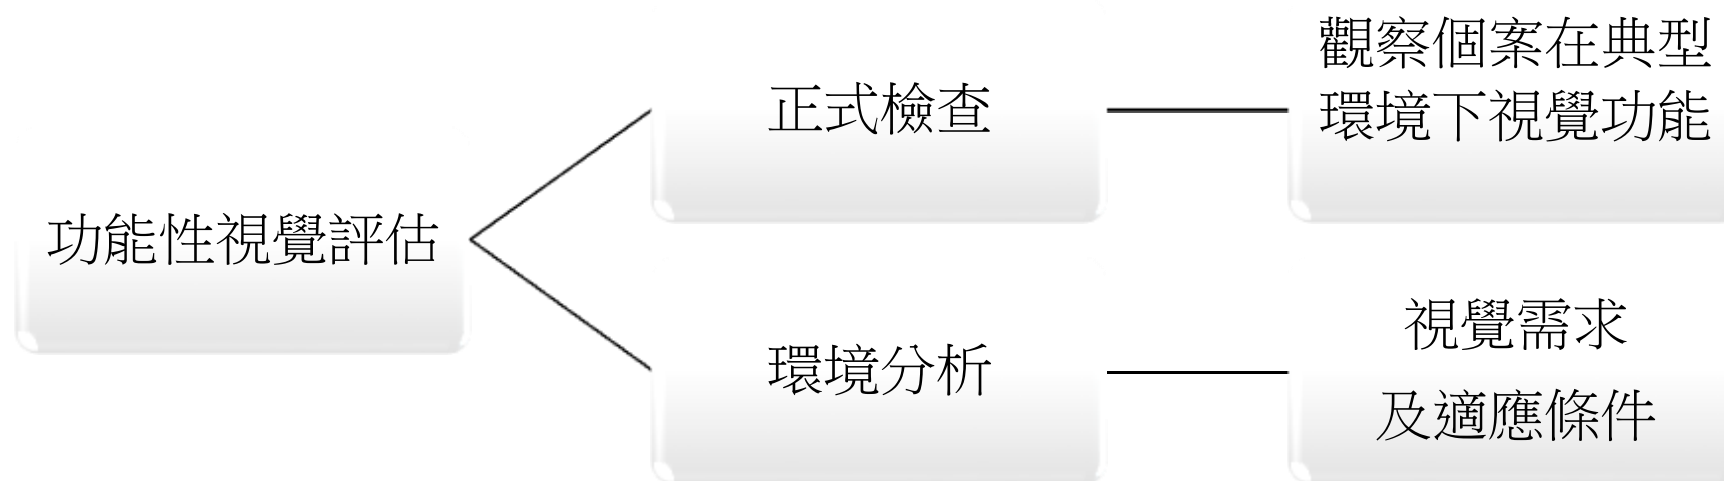 功能性視覺評估
正式檢查
觀察個案在典型
環境下視覺功能
環境分析
視覺需求
及適應條件